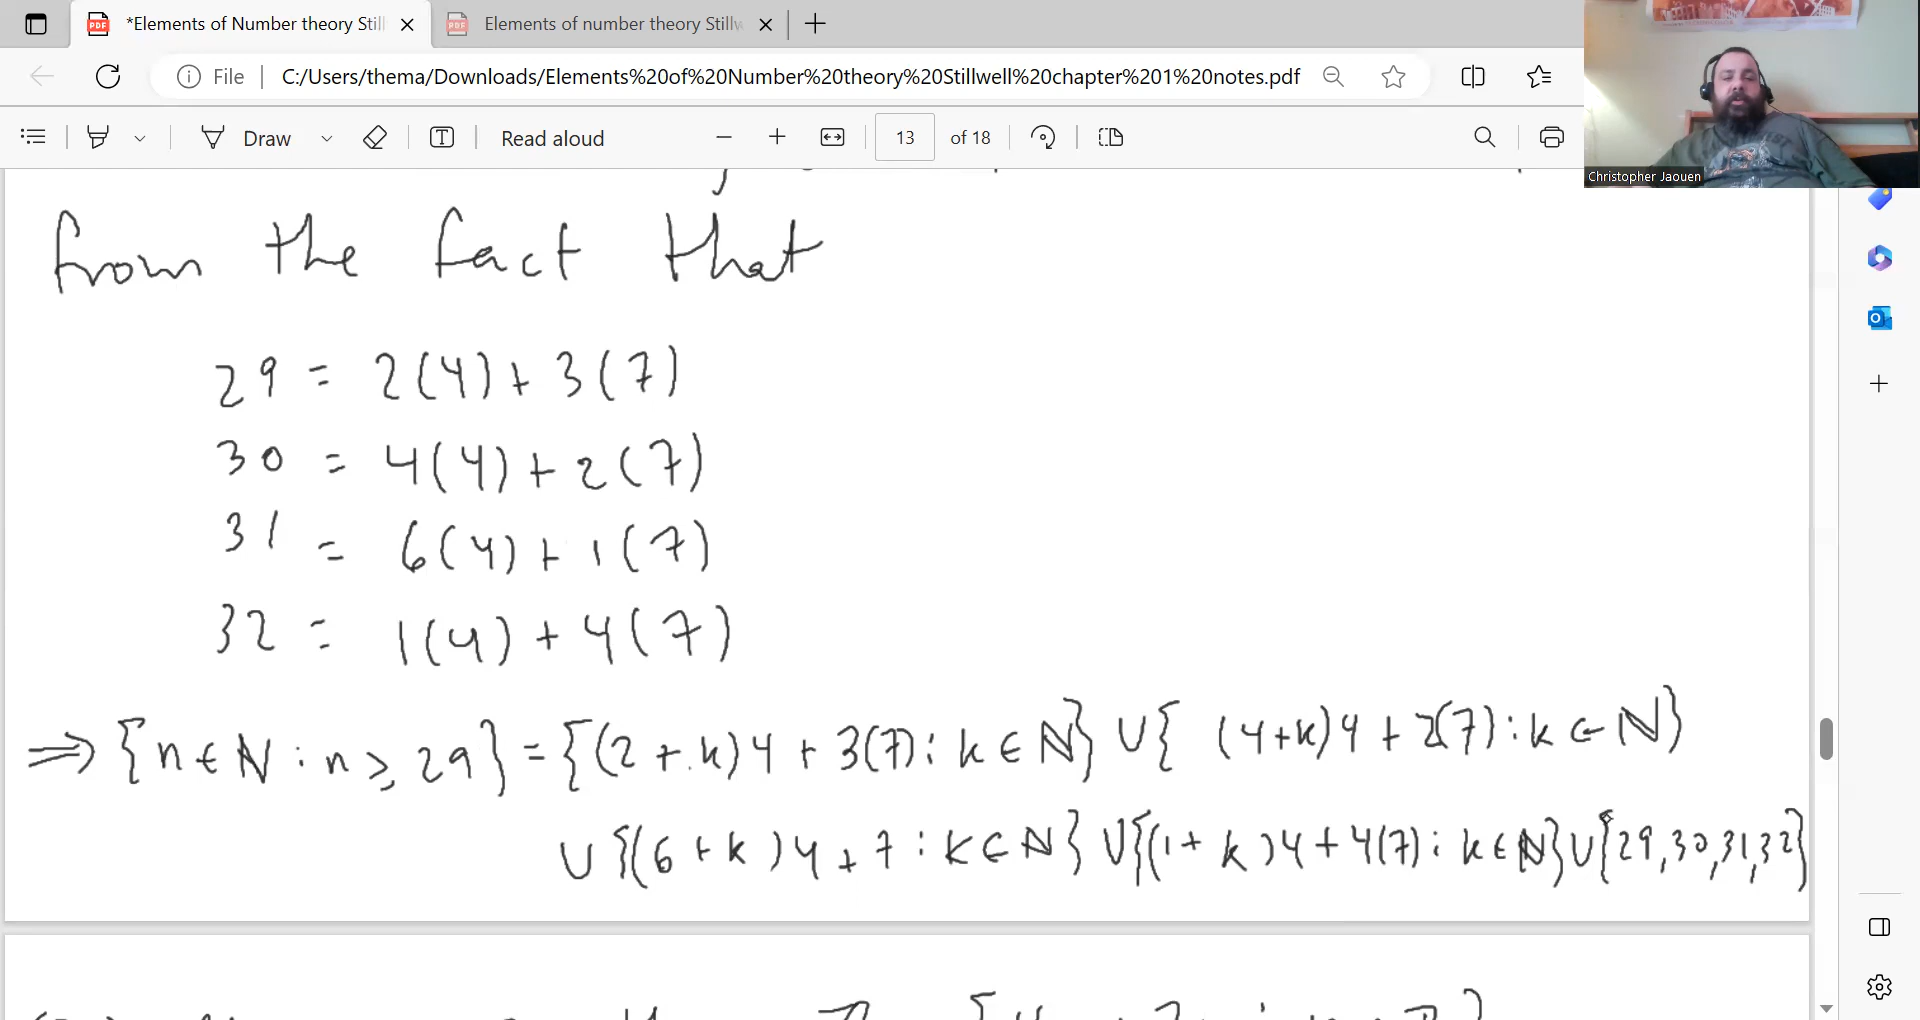 *Elements of Number theory Still
Elements of number theory Stillw
File
C:/Users/thema/Downloads/Elements%20of%20Number%20theory%20Stillwell%20chapter%201%20notes.pdf
Draw
Read aloud
13 of 18
Christopher Jaouen
from the fact that
29 = 2(4) + 3(7)
30 = 4(4) + 2(7)
31 = 6(4) + 1(7)
32 = 1(4) + 4(7)
⇒ {n ∈ ℕ : n ≥ 29} = {(2 + k)4 + 3(7) : k ∈ ℕ} ∪ { (4+k)4 + 2(7) : k ∈ ℕ}
∪ {(6 + k)4 + 7 : k ∈ ℕ} ∪ {(1 + k)4 + 4(7) : k ∈ ℕ} ∪ {29,30,31,32}